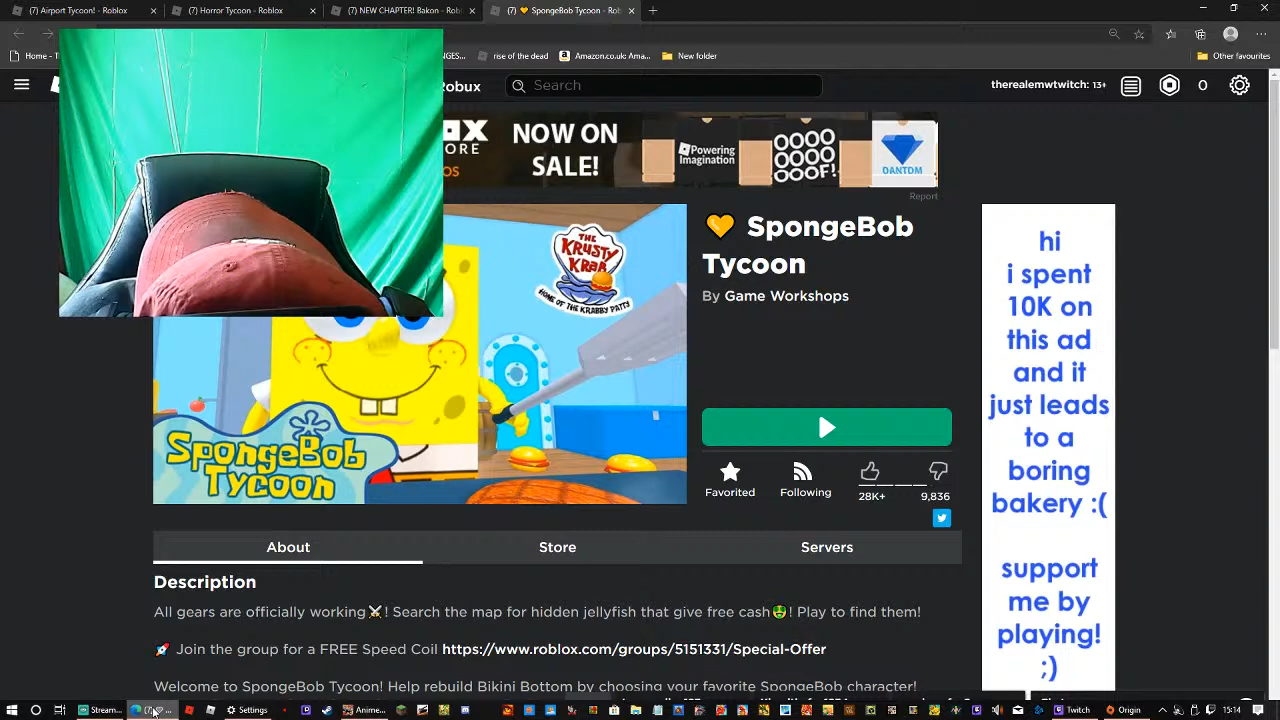 (7) Airport Tycoon! - Roblox
(7) Horror Tycoon - Roblox
(7) NEW CHAPTER! Bakon - Rob
(7) 💛 SpongeBob Tycoon - Roblox
rise of the dead
Amazon.co.uk Amaz...
New folder
Other favourites
Robux
Search
therealemwtwitch: 13+
0
NOW ON
SALE!
Powering
Imagination
OOOO
OOOO
OOOF!
DANTDM
Report
THE
KRUSTY
KRAB
HOME OF THE KRABBY PATTY
SpongeBob
Tycoon
💛 SpongeBob
Tycoon
By Game Workshops
Favorited
Following
28K+
9,836
hi
i spent
10K on
this ad
and it
just leads
to a
boring
bakery :(
support
me by
playing!
;)
About
Store
Servers
Description
All gears are officially working⚔️! Search the map for hidden jellyfish that give free cash🤑! Play to find them!
🚀 Join the group for a FREE Speed Coil https://www.roblox.com/groups/5151331/Special-Offer
Welcome to SpongeBob Tycoon! Help rebuild Bikini Bottom by choosing your favorite SpongeBob character!
Stream...
Settings
Anime...
Twitch
Origin
15:14